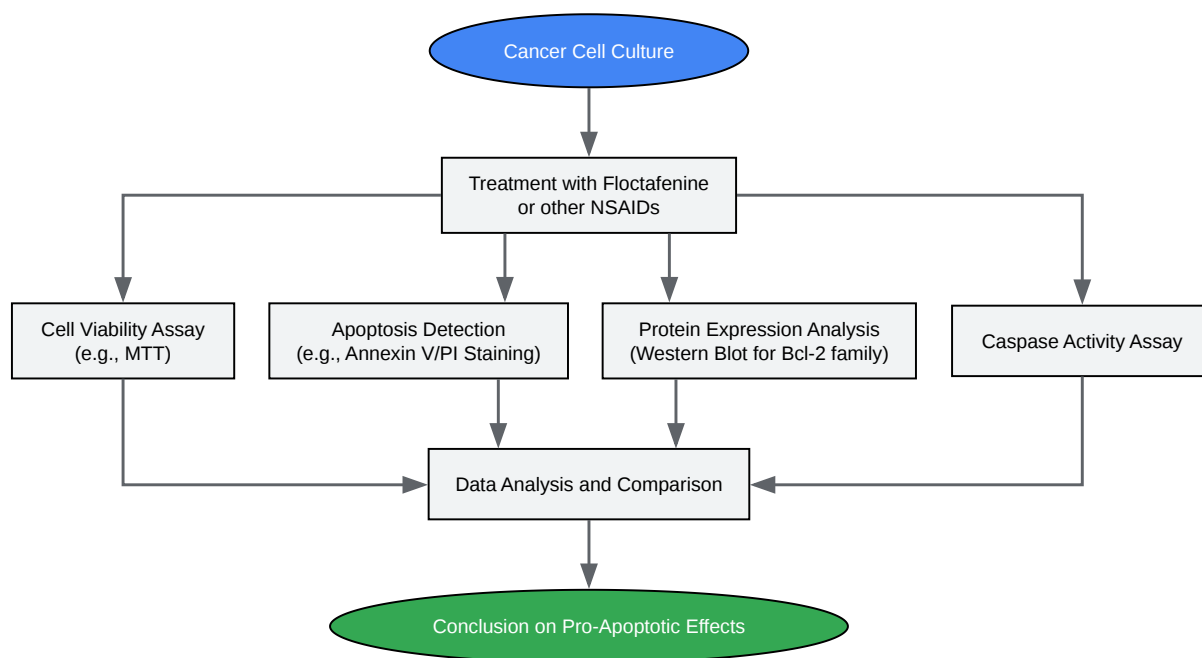 Cancer Cell Culture
Treatment with Floctafenine
or other NSAIDs
Cell Viability Assay
(e.g., MTT)
Apoptosis Detection
(e.g., Annexin V/PI Staining)
Protein Expression Analysis
(Western Blot for Bcl-2 family)
Caspase Activity Assay
Data Analysis and Comparison
Conclusion on Pro-Apoptotic Effects